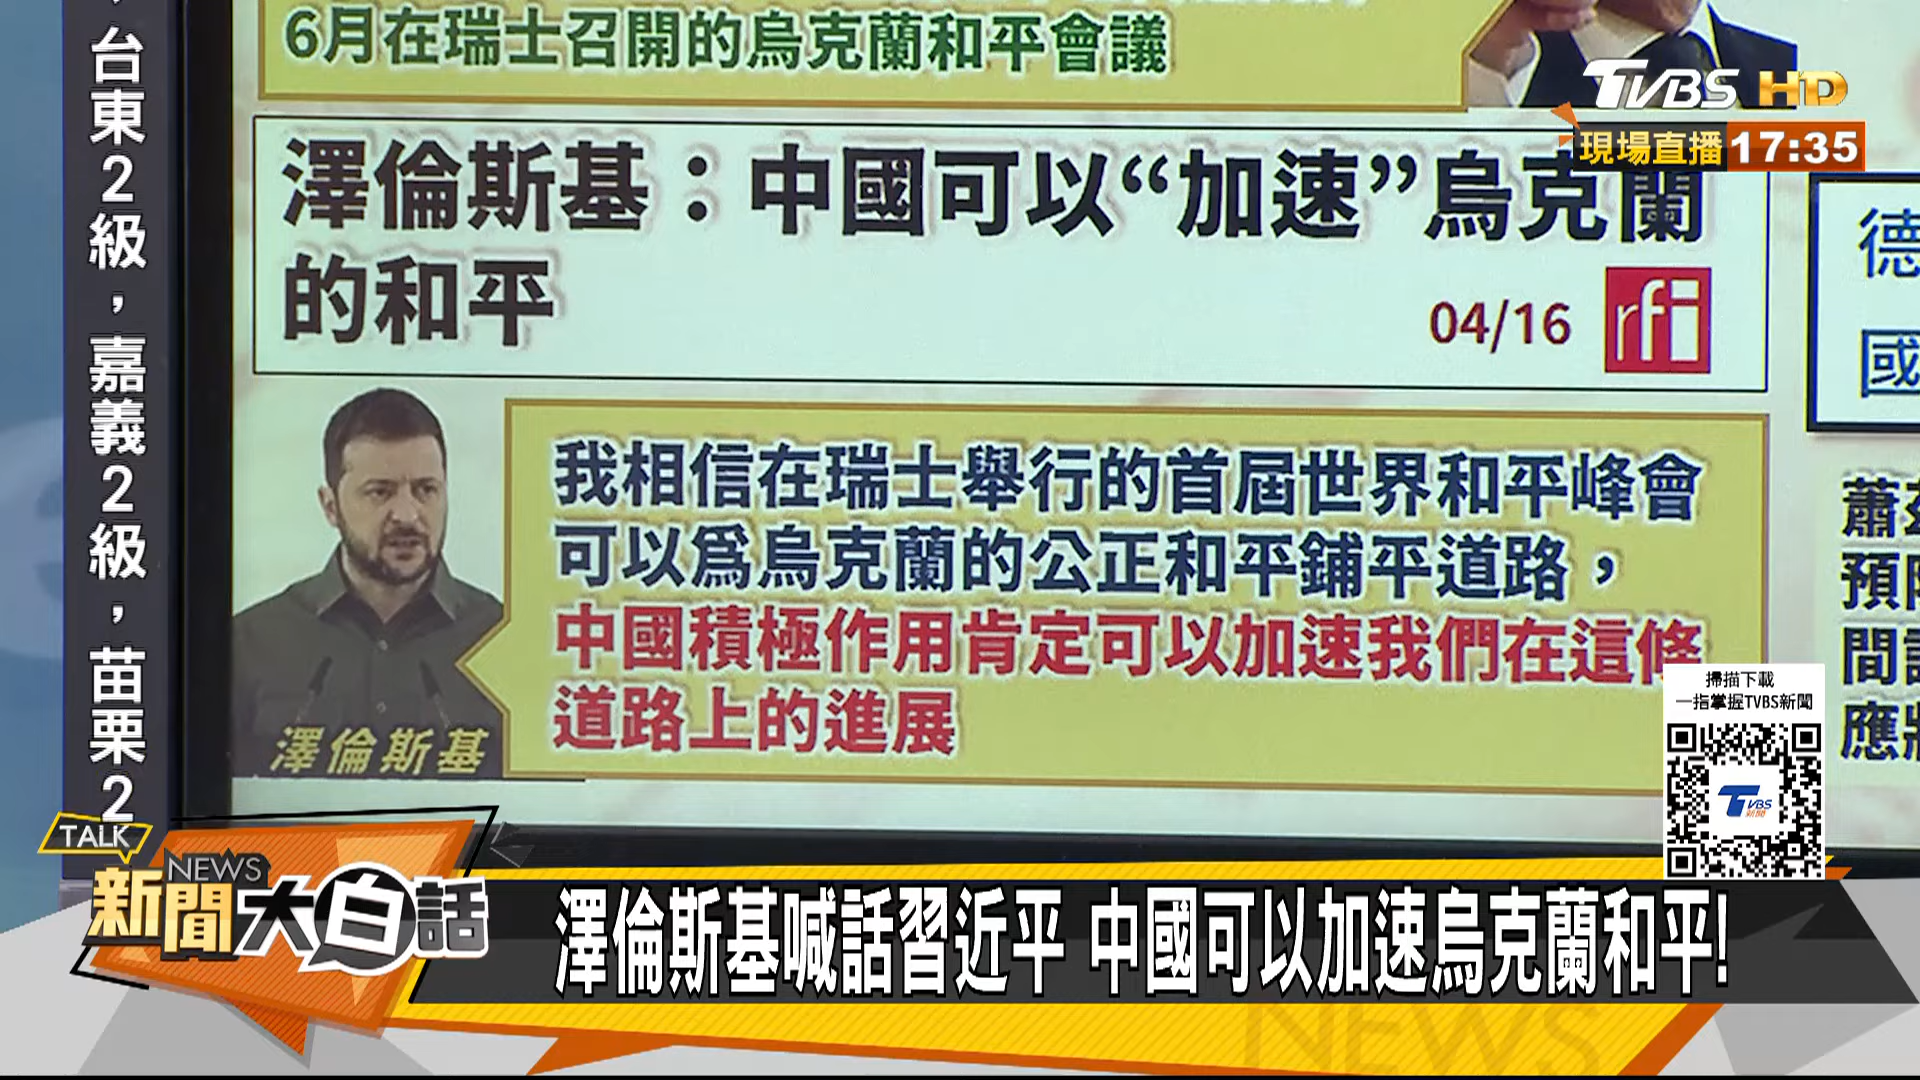 ，台東2級，嘉義2級，苗栗2
6月在瑞士召開的烏克蘭和平會議
TVBS HD
現場直播 17:35
澤倫斯基：中國可以“加速”烏克蘭
的和平
04/16 rfi
德
國
我相信在瑞士舉行的首屆世界和平峰會
可以爲烏克蘭的公正和平鋪平道路，
中國積極作用肯定可以加速我們在這條
道路上的進展
澤倫斯基
蕭
預
間
應
掃描下載
一指掌握TVBS新聞
TVBS
新聞
TALK
NEWS
新聞大白話
澤倫斯基喊話習近平 中國可以加速烏克蘭和平!
NEWS